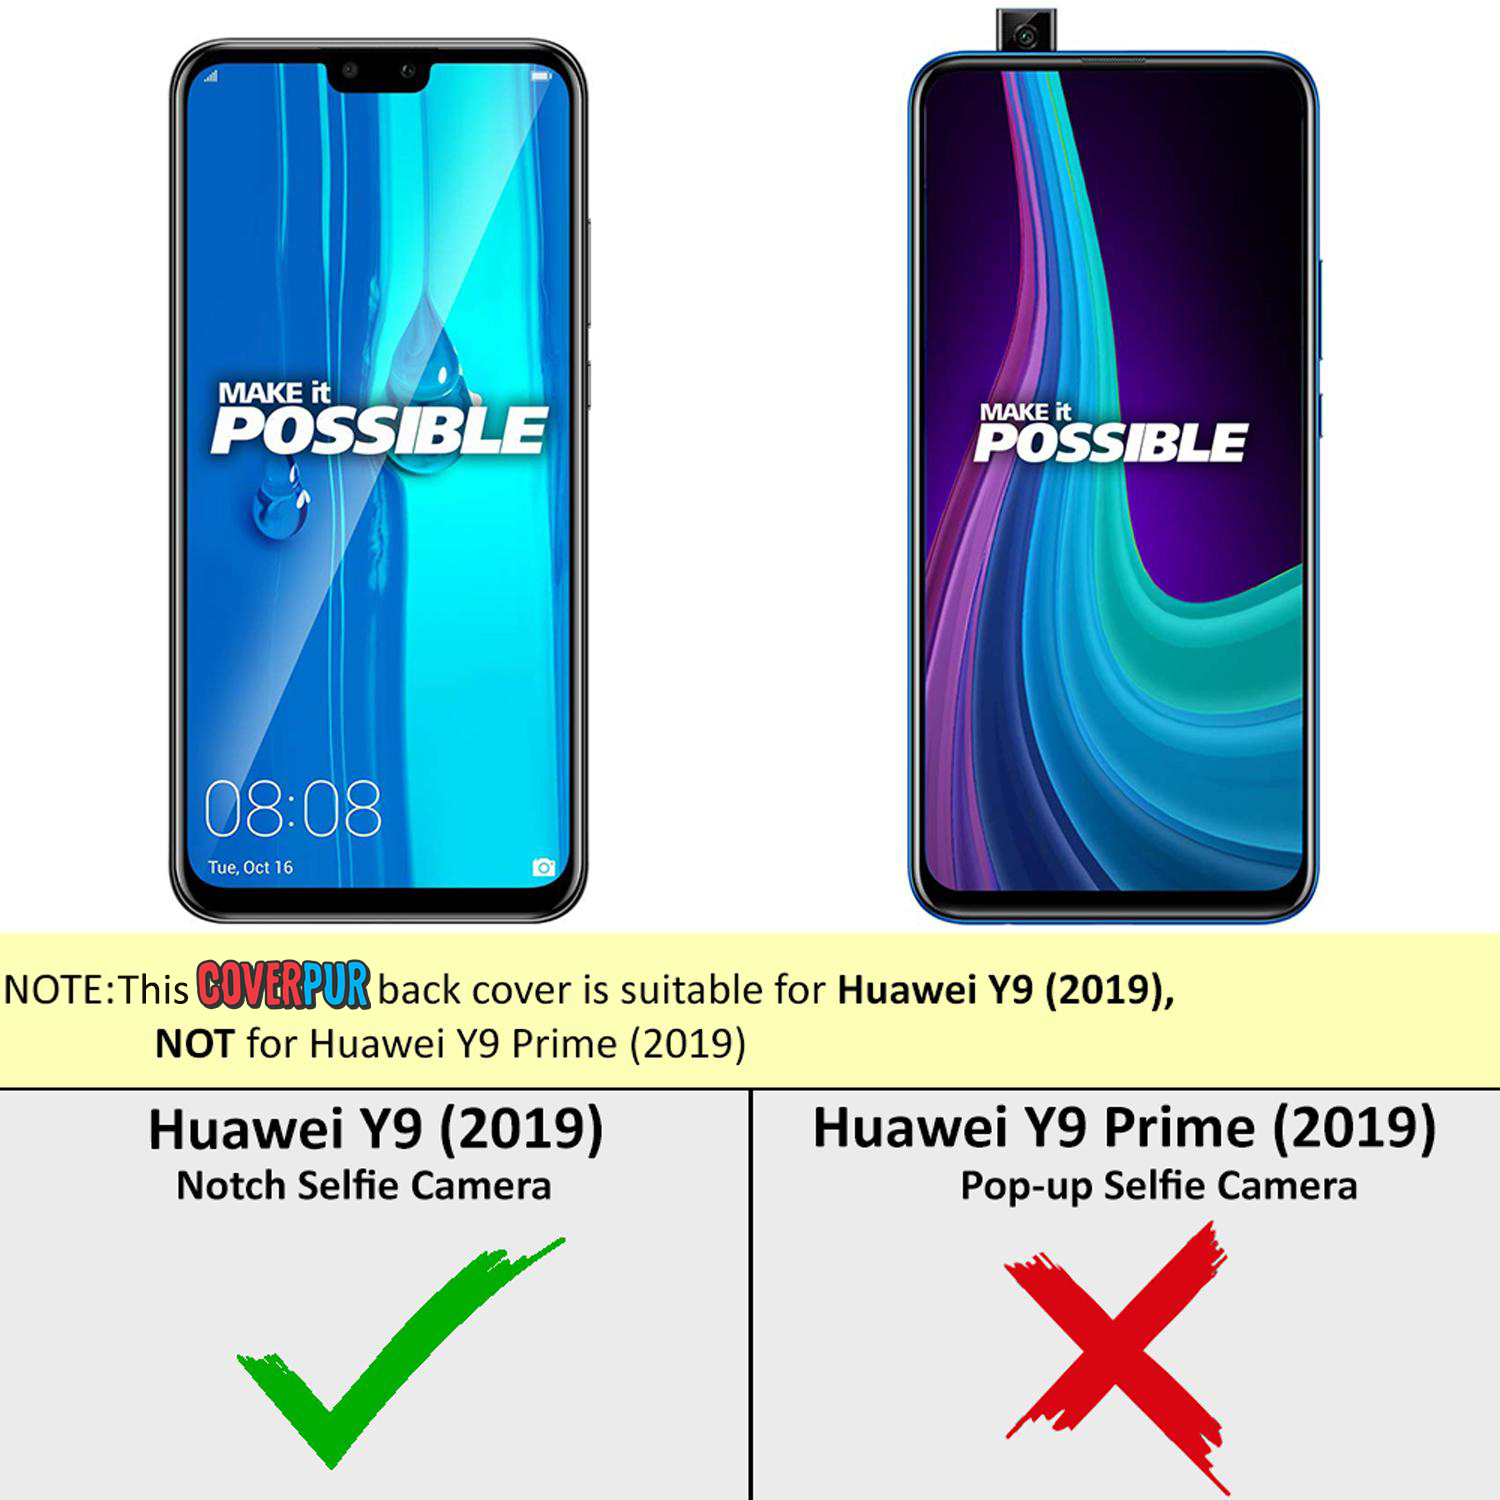 MAKE it
POSSIBLE
08:08
Tue, Oct 16
MAKE it
POSSIBLE
NOTE:This COVERPUR back cover is suitable for Huawei Y9 (2019),
NOT for Huawei Y9 Prime (2019)
Huawei Y9 (2019)
Notch Selfie Camera
Huawei Y9 Prime (2019)
Pop-up Selfie Camera